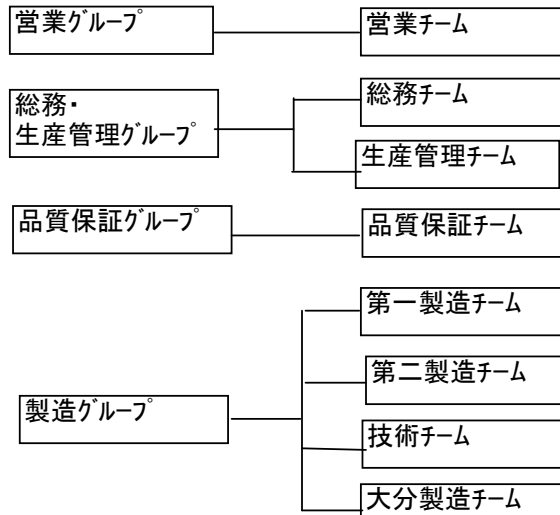 営業ｸﾞﾙｰﾌﾟ
営業ﾁｰﾑ
総務・
生産管理ｸﾞﾙｰﾌﾟ
総務ﾁｰﾑ
生産管理ﾁｰﾑ
品質保証ｸﾞﾙｰﾌﾟ
品質保証ﾁｰﾑ
製造ｸﾞﾙｰﾌﾟ
第一製造ﾁｰﾑ
第二製造ﾁｰﾑ
技術ﾁｰﾑ
大分製造ﾁｰﾑ